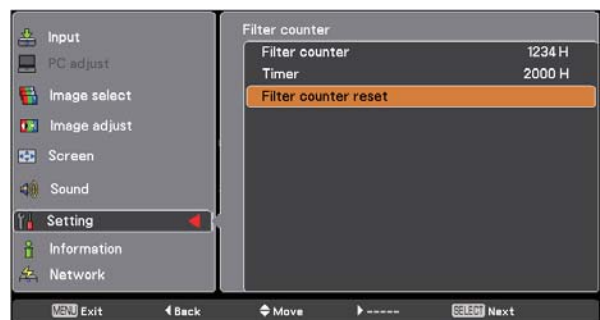 Input
PC adjust
Image select
Image adjust
Screen
Sound
Setting
Information
Network
Filter counter
Filter counter 1234 H
Timer 2000 H
Filter counter reset
MENU Exit ◀Back Move ▶----- SELECT Next